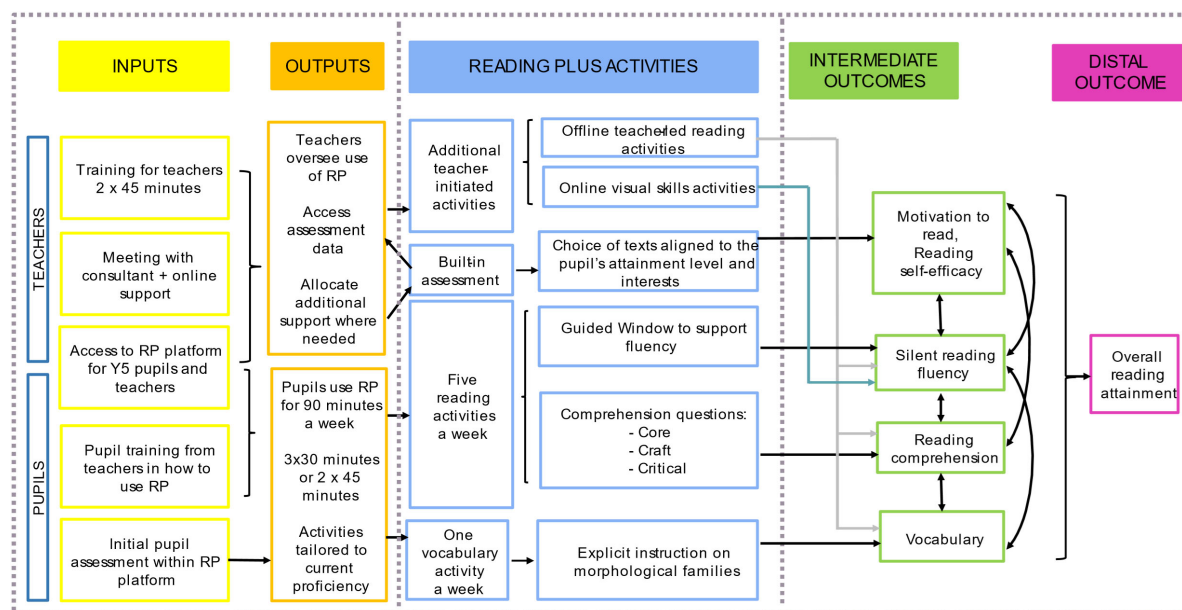 INPUTS
OUTPUTS
READING PLUS ACTIVITIES
INTERMEDIATE
OUTCOMES
DISTAL
OUTCOME
TEACHERS
PUPILS
Training for teachers
2 x 45 minutes
Meeting with
consultant + online
support
Access to RP platform
for Y5 pupils and
teachers
Pupil training from
teachers in how to
use RP
Initial pupil
assessment within RP
platform
Teachers
oversee use
of RP
Access
assessment
data
Allocate
additional
support where
needed
Pupils use RP
for 90 minutes
a week
3x30 minutes
or 2 x 45
minutes
Activities
tailored to
current
proficiency
Additional
teacher-
initiated
activities
Built-in
assessment
Five
reading
activities
a week
One
vocabulary
activity
a week
Offline teacher-led reading
activities
Online visual skills activities
Choice of texts aligned to the
pupil's attainment level and
interests
Guided Window to support
fluency
Comprehension questions:
- Core
- Craft
- Critical
Explicit instruction on
morphological families
Motivation to
read,
Reading
self-efficacy
Silent reading
fluency
Reading
comprehension
Vocabulary
Overall
reading
attainment